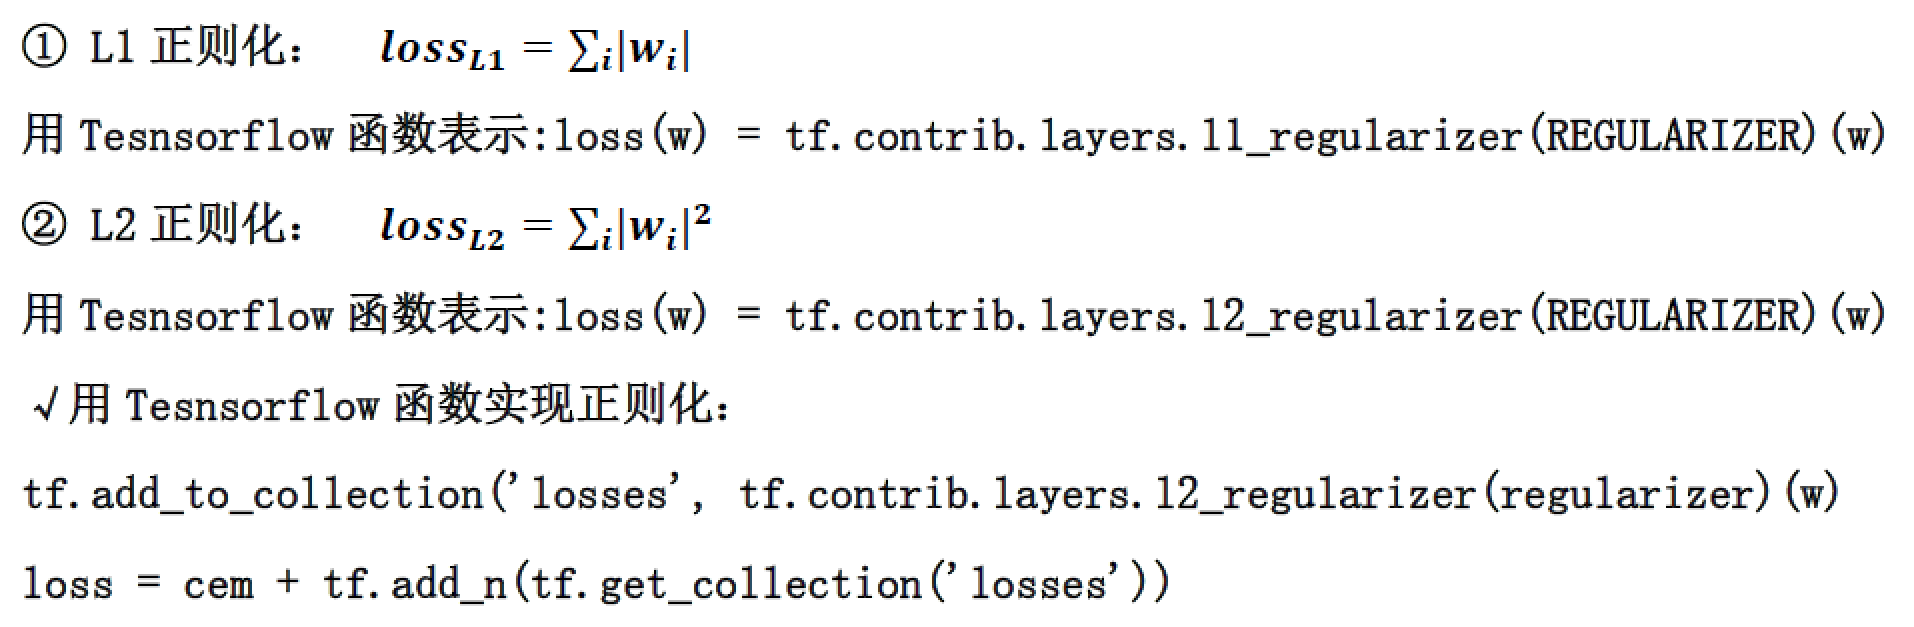 ① L1 正则化： loss_{L1} = ∑_i|w_i|
用 Tesnsorflow 函数表示:loss(w) = tf.contrib.layers.l1_regularizer(REGULARIZER)(w)
② L2 正则化： loss_{L2} = ∑_i|w_i|^2
用 Tesnsorflow 函数表示:loss(w) = tf.contrib.layers.l2_regularizer(REGULARIZER)(w)
√用 Tesnsorflow 函数实现正则化：
tf.add_to_collection('losses', tf.contrib.layers.l2_regularizer(regularizer)(w)
loss = cem + tf.add_n(tf.get_collection('losses'))